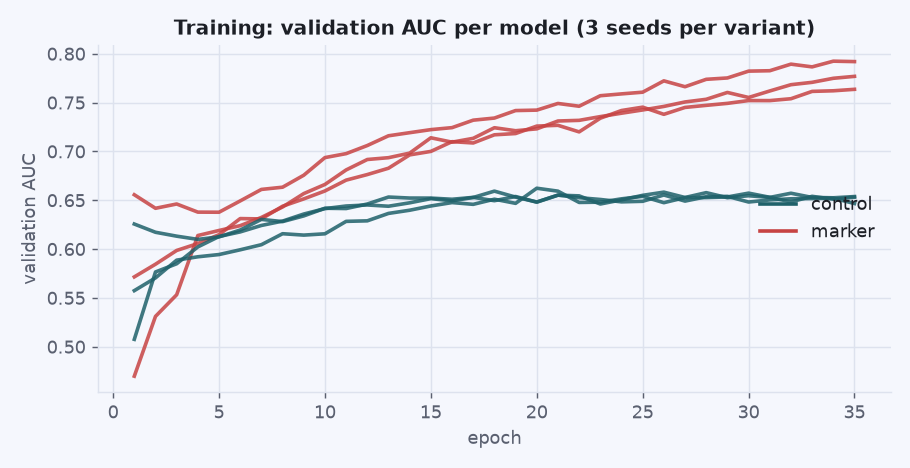 Training: validation AUC per model (3 seeds per variant)
0.80
0.75
0.70
0.65
0.60
0.55
0.50
validation AUC
control
marker
0 5 10 15 20 25 30 35
epoch